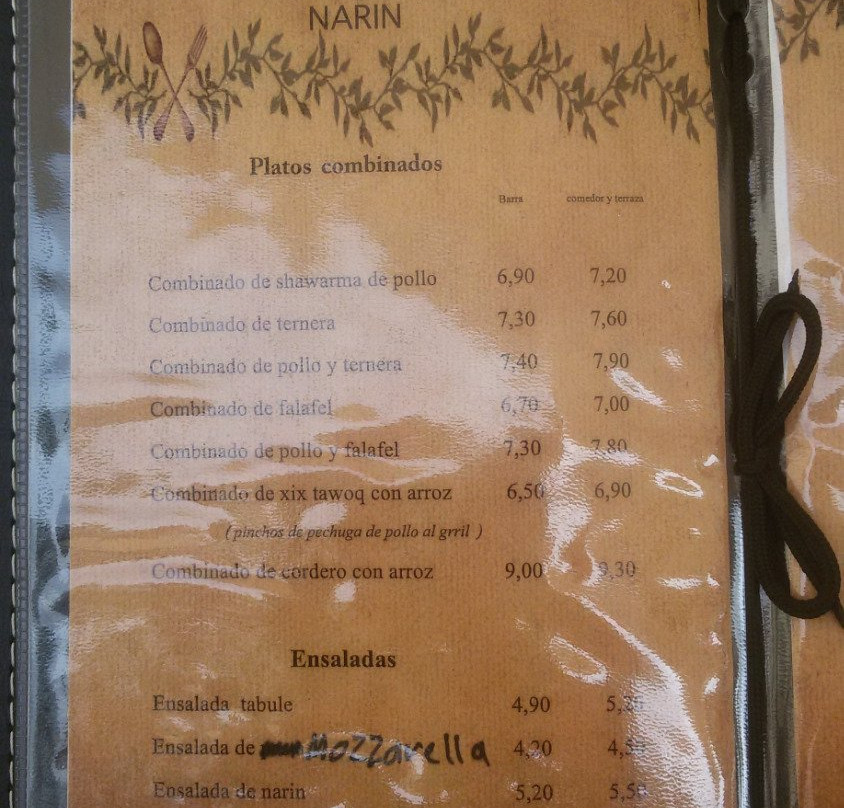 NARIN
Platos combinados
Barra comedor y terraza
Combinado de shawarma de pollo 6,90 7,20
Combinado de ternera 7,30 7,60
Combinado de pollo y ternera 7,40 7,90
Combinado de falafel 6,70 7,00
Combinado de pollo y falafel 7,30 7,80
Combinado de xix tawoq con arroz 6,50 6,90
(pinchos de pechuga de pollo al grril )
Combinado de cordero con arroz 9,00 9,30
Ensaladas
Ensalada tabule 4,90
Ensalada de Mozzarella 4,20
Ensalada de narin 5,20 5,50